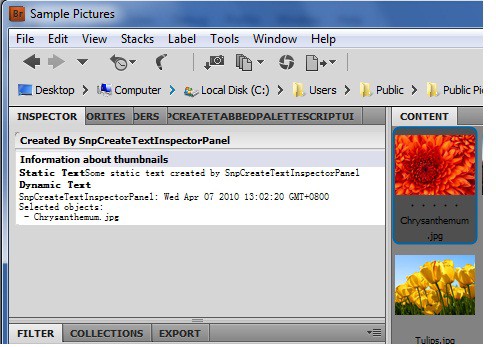 Br Sample Pictures
File Edit View Stacks Label Tools Window Help
Desktop Computer Local Disk (C:) Users Public Public Pic
INSPECTOR ORITES DERS CREATETABBEDPALETTESCRIPTUI CONTENT
Created By SnpCreateTextInspectorPanel
Information about thumbnails
Static TextSome static text created by SnpCreateTextInspectorPanel
Dynamic Text
SnpCreateTextInspectorPanel: Wed Apr 07 2010 13:02:20 GMT+0800
Selected objects:
- Chrysanthemum.jpg
Chrysanthemum
.jpg
FILTER COLLECTIONS EXPORT
Tulips.jpg